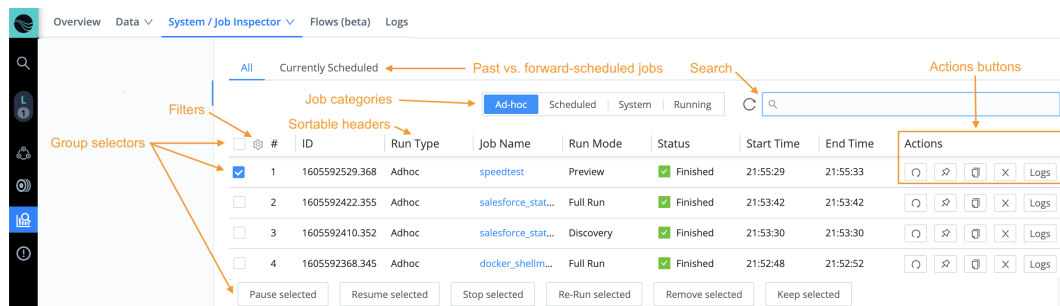 Overview Data System / Job Inspector Flows (beta) Logs
All Currently Scheduled Past vs. forward-scheduled jobs Search Actions buttons
L
1
Filters Job categories Ad-hoc Scheduled System Running
Sortable headers
Group selectors # ID Run Type Job Name Run Mode Status Start Time End Time Actions
1 1605592529.368 Adhoc speedtest Preview Finished 21:55:29 21:55:33 X Logs
2 1605592422.355 Adhoc salesforce_stat... Full Run Finished 21:53:42 21:53:42 X Logs
3 1605592410.352 Adhoc salesforce_stat... Discovery Finished 21:53:30 21:53:30 X Logs
4 1605592368.345 Adhoc docker_shellm... Full Run Finished 21:52:48 21:52:52 X Logs
Pause selected Resume selected Stop selected Re-Run selected Remove selected Keep selected